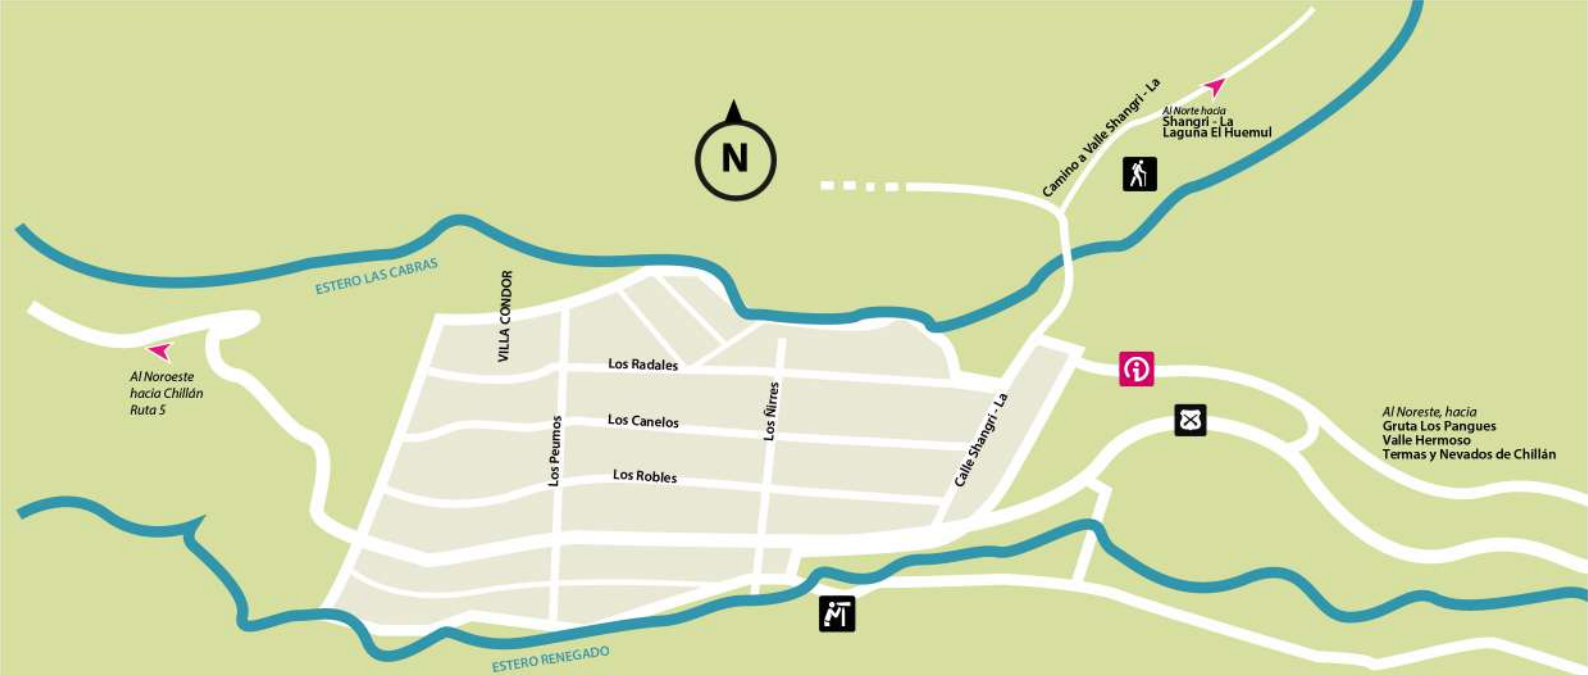 Camino a Valle Shangri - La
Al Norte hacia
Shangri - La
Laguna El Huemul
N
ESTERO LAS CABRAS
VILLA CONDOR
Al Noroeste
hacia Chillán
Ruta 5
Los Radales
Los Ñirres
Los Canelos
Los Peumos
Los Robles
Calle Shangri - La
i
Al Noreste, hacia
Gruta Los Pangues
Valle Hermoso
Termas y Nevados de Chillán
ESTERO RENEGADO